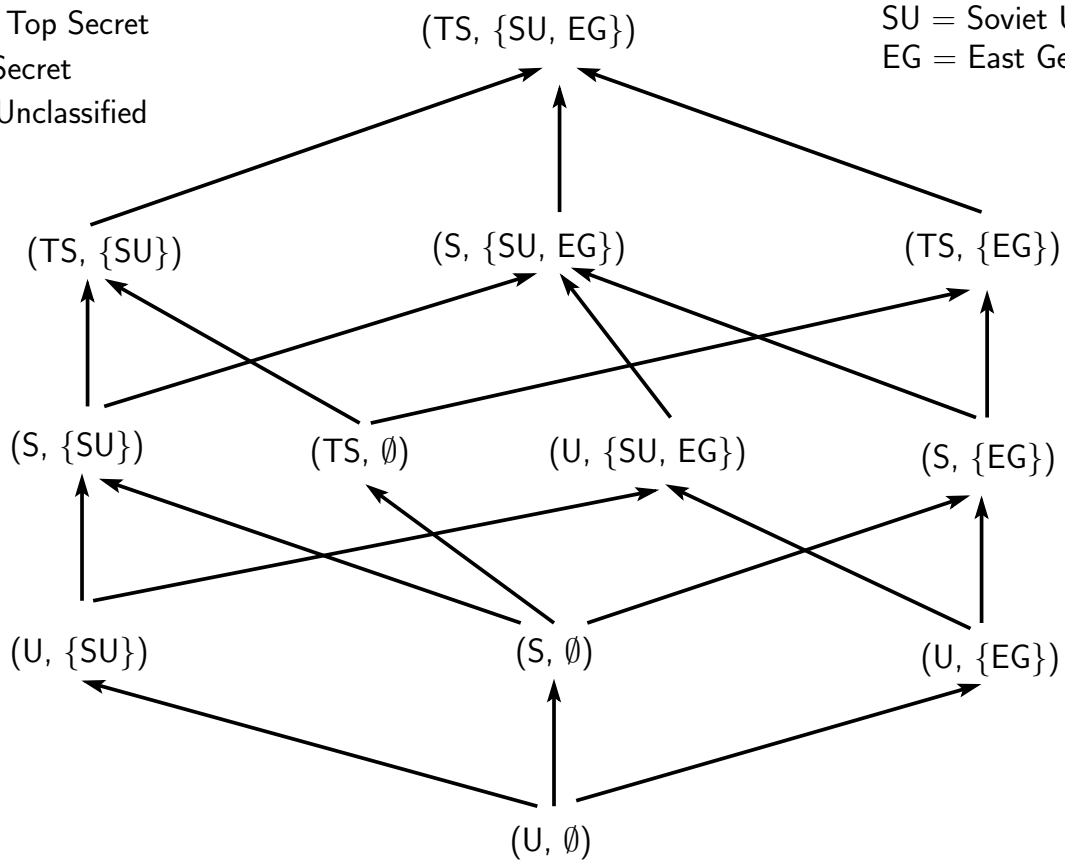 Top Secret
Secret
Unclassified
SU = Soviet
EG = East
(TS, {SU, EG})
(TS, {SU})
(S, {SU, EG})
(TS, {EG})
(S, {SU})
(TS, ∅)
(U, {SU, EG})
(S, {EG})
(U, {SU})
(S, ∅)
(U, {EG})
(U, ∅)